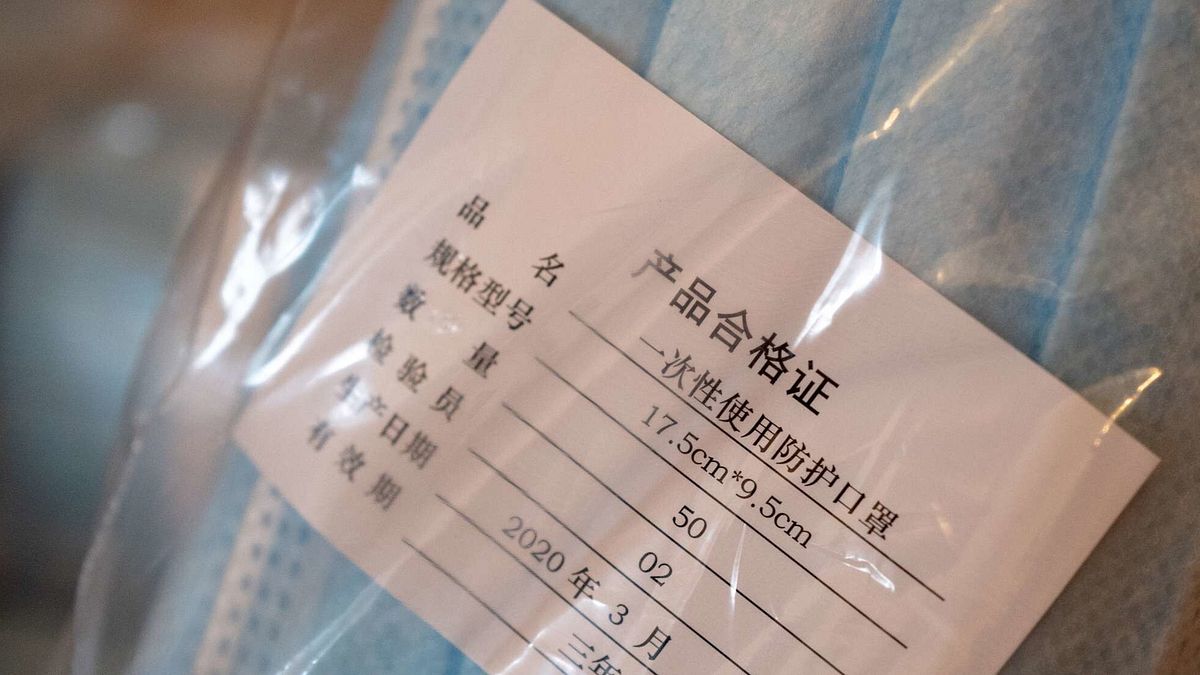 产品合格证
品名 一次性使用防护口罩
规格型号 17.5cm*9.5cm
数量 50
检验员 02
生产日期 2020年3月
有效期 三年